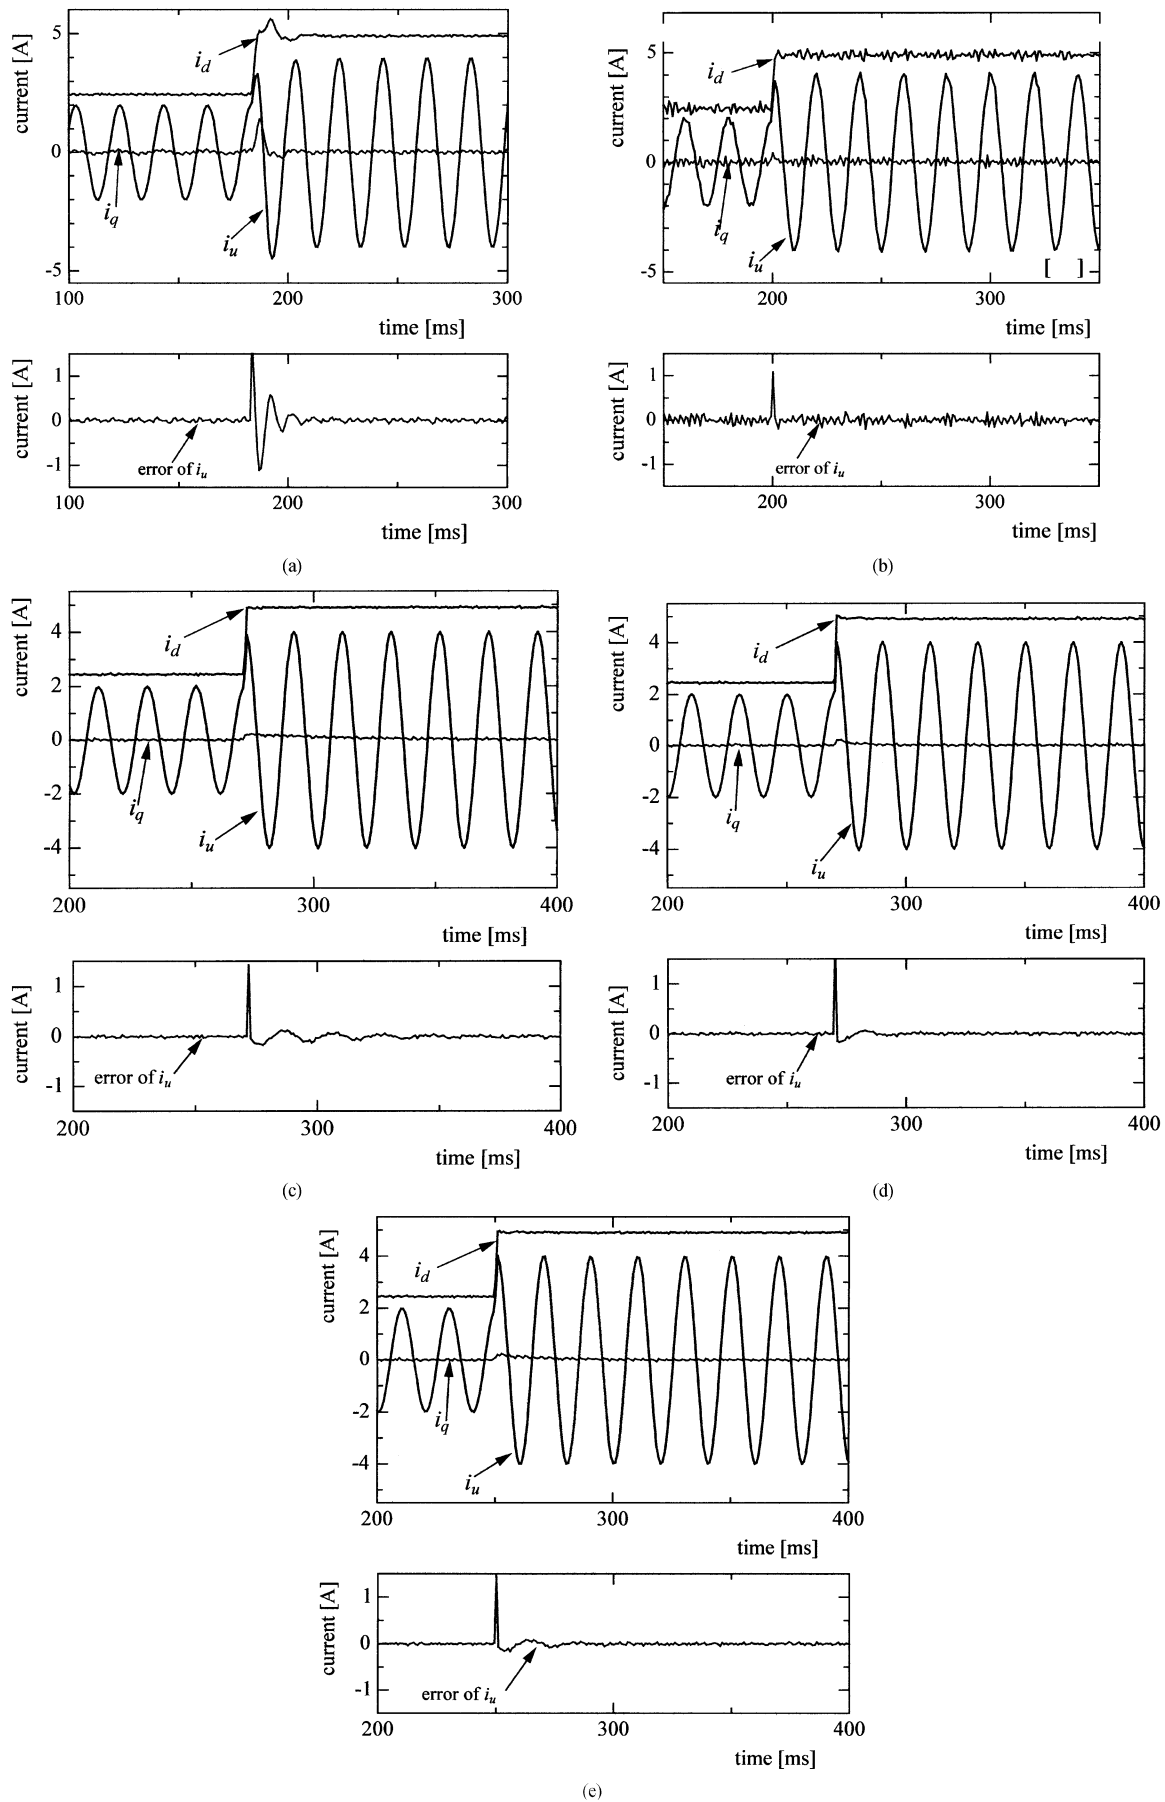 current [A]
5
0
-5
i_d
i_q
i_u
100
200
300
time [ms]
current [A]
1
0
-1
error of i_u
100
200
300
time [ms]
(a)
current [A]
5
0
-5
i_d
i_q
i_u
[ ]
200
300
time [ms]
current [A]
1
0
-1
error of i_u
200
300
time [ms]
(b)
current [A]
4
2
0
-2
-4
i_d
i_q
i_u
200
300
400
time [ms]
current [A]
1
0
-1
error of i_u
200
300
400
time [ms]
(c)
current [A]
4
2
0
-2
-4
i_d
i_q
i_u
200
300
400
time [ms]
current [A]
1
0
-1
error of i_u
200
300
400
time [ms]
(d)
current [A]
4
2
0
-2
-4
i_d
i_q
i_u
200
300
400
time [ms]
current [A]
1
0
-1
error of i_u
200
300
400
time [ms]
(e)